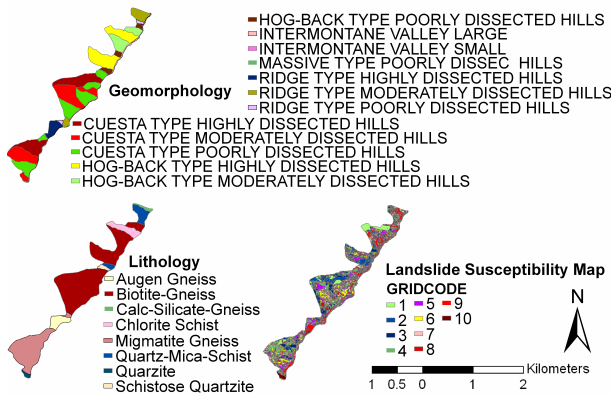 HOG-BACK TYPE POORLY DISSECTED HILLS
INTERMONTANE VALLEY LARGE
INTERMONTANE VALLEY SMALL
MASSIVE TYPE POORLY DISSEC HILLS
RIDGE TYPE HIGHLY DISSECTED HILLS
RIDGE TYPE MODERATELY DISSECTED HILLS
RIDGE TYPE POORLY DISSECTED HILLS
Geomorphology
CUESTA TYPE HIGHLY DISSECTED HILLS
CUESTA TYPE MODERATELY DISSECTED HILLS
CUESTA TYPE POORLY DISSECTED HILLS
HOG-BACK TYPE HIGHLY DISSECTED HILLS
HOG-BACK TYPE MODERATELY DISSECTED HILLS
Lithology
Augen Gneiss
Biotite-Gneiss
Calc-Silicate-Gneiss
Chlorite Schist
Migmatite Gneiss
Quartz-Mica-Schist
Quarzite
Schistose Quartzite
Landslide Susceptibility Map
GRIDCODE
1 5 9
2 6 10
3 7
4 8
N
Kilometers
1 0.5 0 1 2